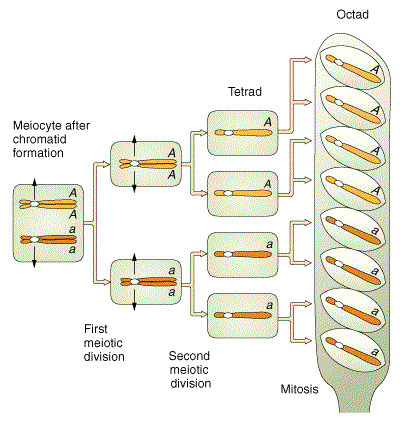 Octad
Tetrad
Meiocyte after
chromatid
formation
A
A
a
a
A
A
a
a
A
A
a
a
A
A
A
A
a
a
a
a
First
meiotic
division
Second
meiotic
division
Mitosis